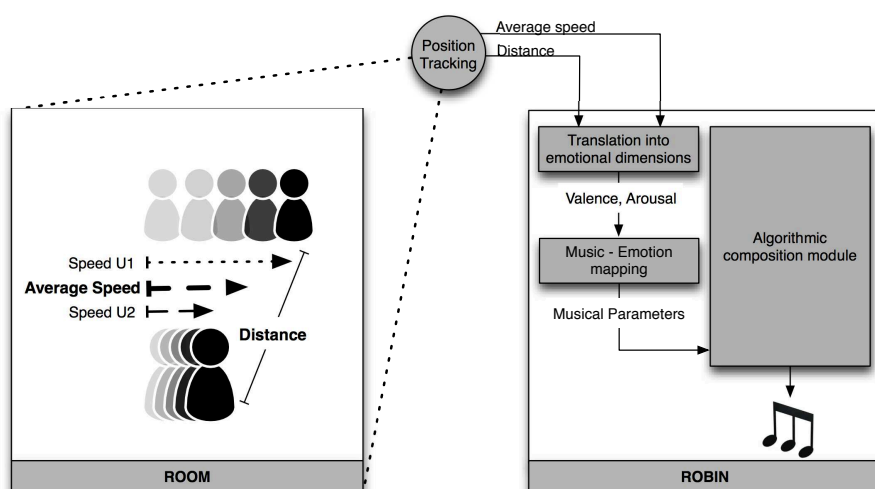 Position
Tracking
Average speed
Distance
Speed U1
Average Speed
Speed U2
Distance
ROOM
Translation into
emotional dimensions
Valence, Arousal
Music - Emotion
mapping
Musical Parameters
Algorithmic
composition module
ROBIN